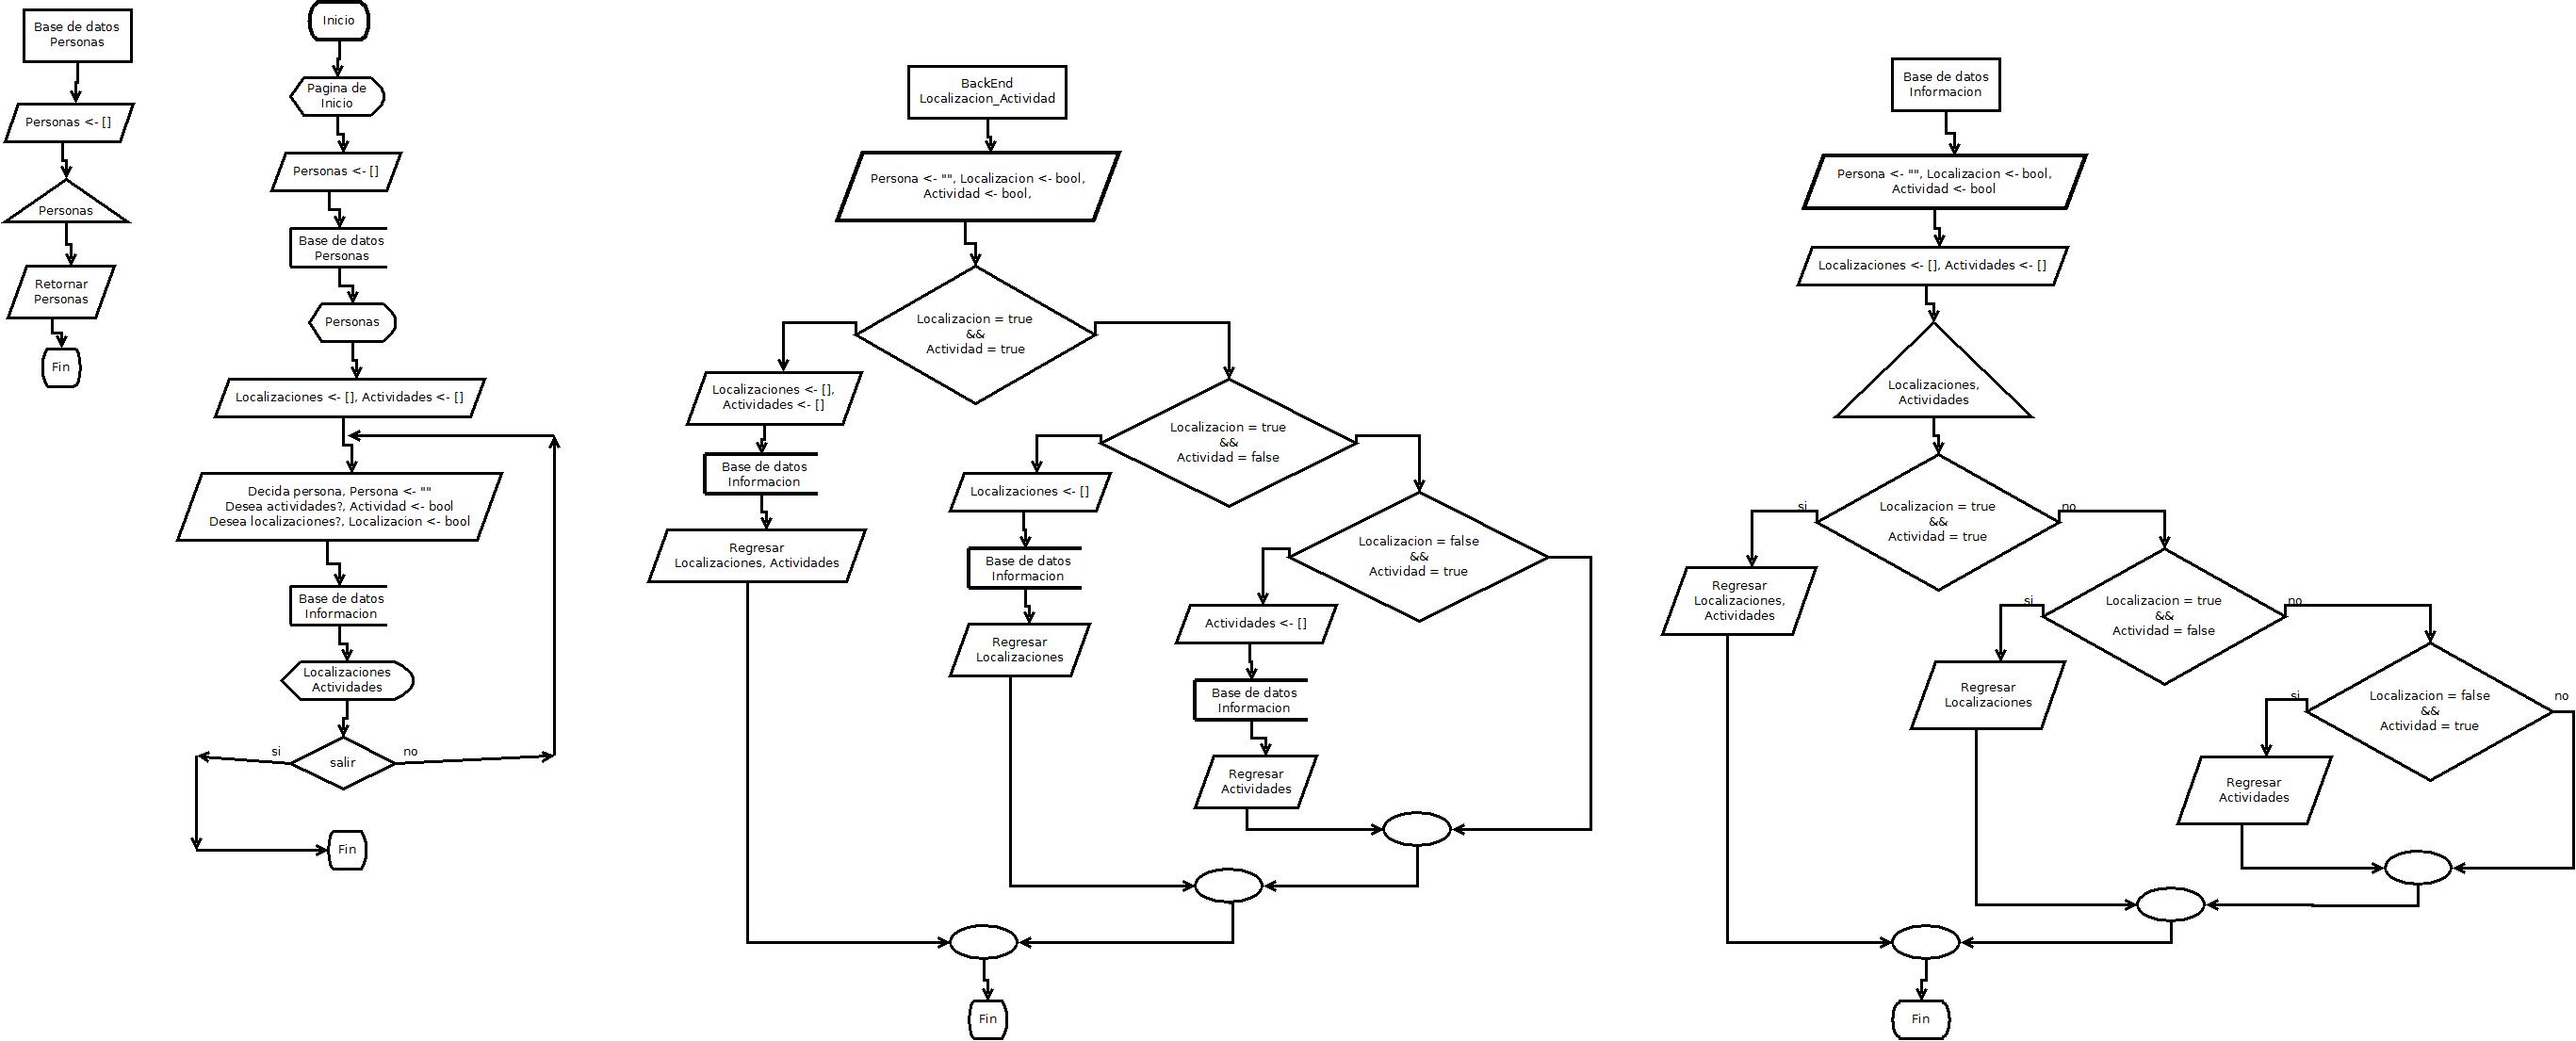 Base de datos
Personas
Personas <- []
Personas
Retornar
Personas
Fin
Inicio
Pagina de
Inicio
Personas <- []
Base de datos
Personas
Personas
Localizaciones <- [], Actividades <- []
Decida persona, Persona <- ""
Desea actividades?, Actividad <- bool
Desea localizaciones?, Localizacion <- bool
Base de datos
Informacion
Localizaciones
Actividades
si
salir
no
Fin
BackEnd
Localizacion_Actividad
Persona <- "", Localizacion <- bool,
Actividad <- bool,
Localizacion = true
&&
Actividad = true
Localizaciones <- [],
Actividades <- []
Base de datos
Informacion
Regresar
Localizaciones, Actividades
Localizacion = true
&&
Actividad = false
Localizaciones <- []
Base de datos
Informacion
Regresar
Localizaciones
Localizacion = false
&&
Actividad = true
Actividades <- []
Base de datos
Informacion
Regresar
Actividades
Fin
Base de datos
Informacion
Persona <- "", Localizacion <- bool,
Actividad <- bool
Localizaciones <- [], Actividades <- []
Localizaciones,
Actividades
si
Localizacion = true
&&
Actividad = true
no
Regresar
Localizaciones,
Actividades
si
Localizacion = true
&&
Actividad = false
no
Regresar
Localizaciones
si
Localizacion = false
&&
Actividad = true
no
Regresar
Actividades
Fin